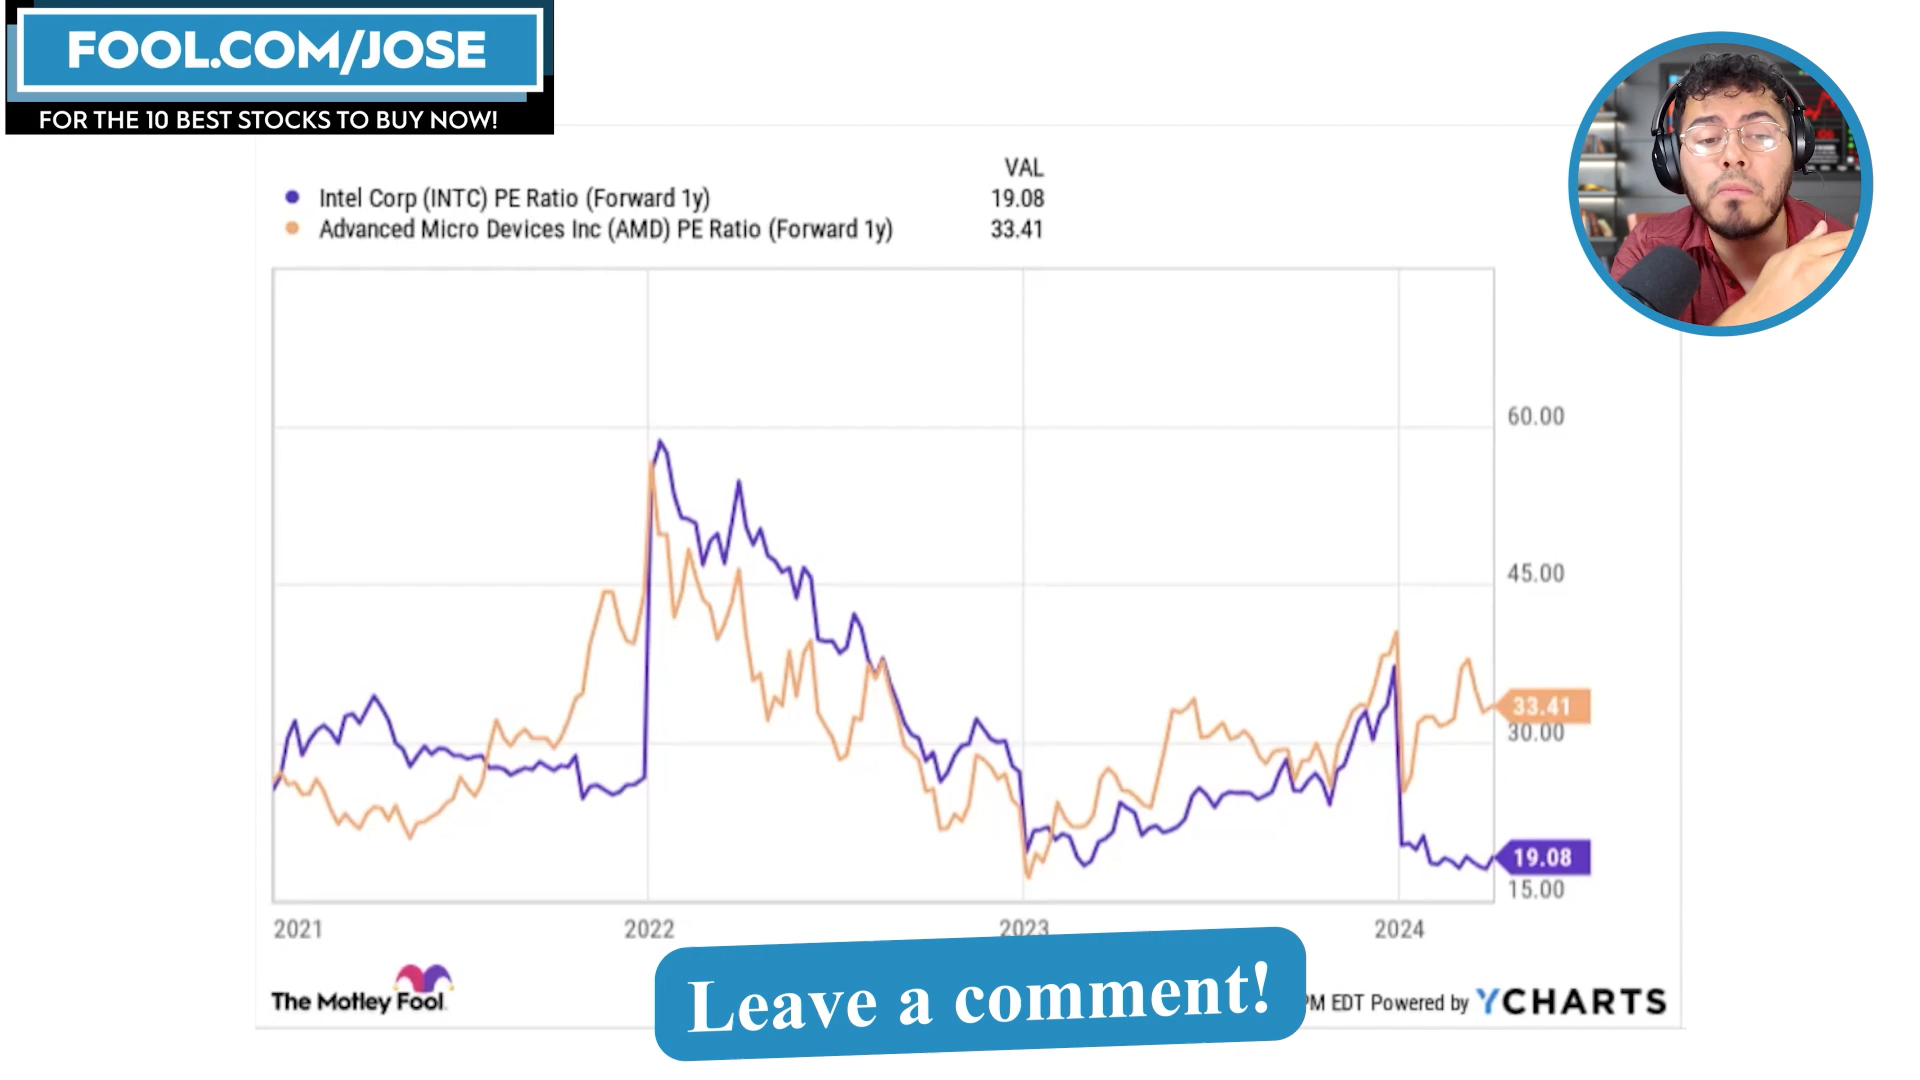 FOOL.COM/JOSE
FOR THE 10 BEST STOCKS TO BUY NOW!
VAL
Intel Corp (INTC) PE Ratio (Forward 1y) 19.08
Advanced Micro Devices Inc (AMD) PE Ratio (Forward 1y) 33.41
60.00
45.00
33.41
30.00
19.08
15.00
2021 2022 2023 2024
The Motley Fool
Leave a comment!
PM EDT Powered by YCHARTS